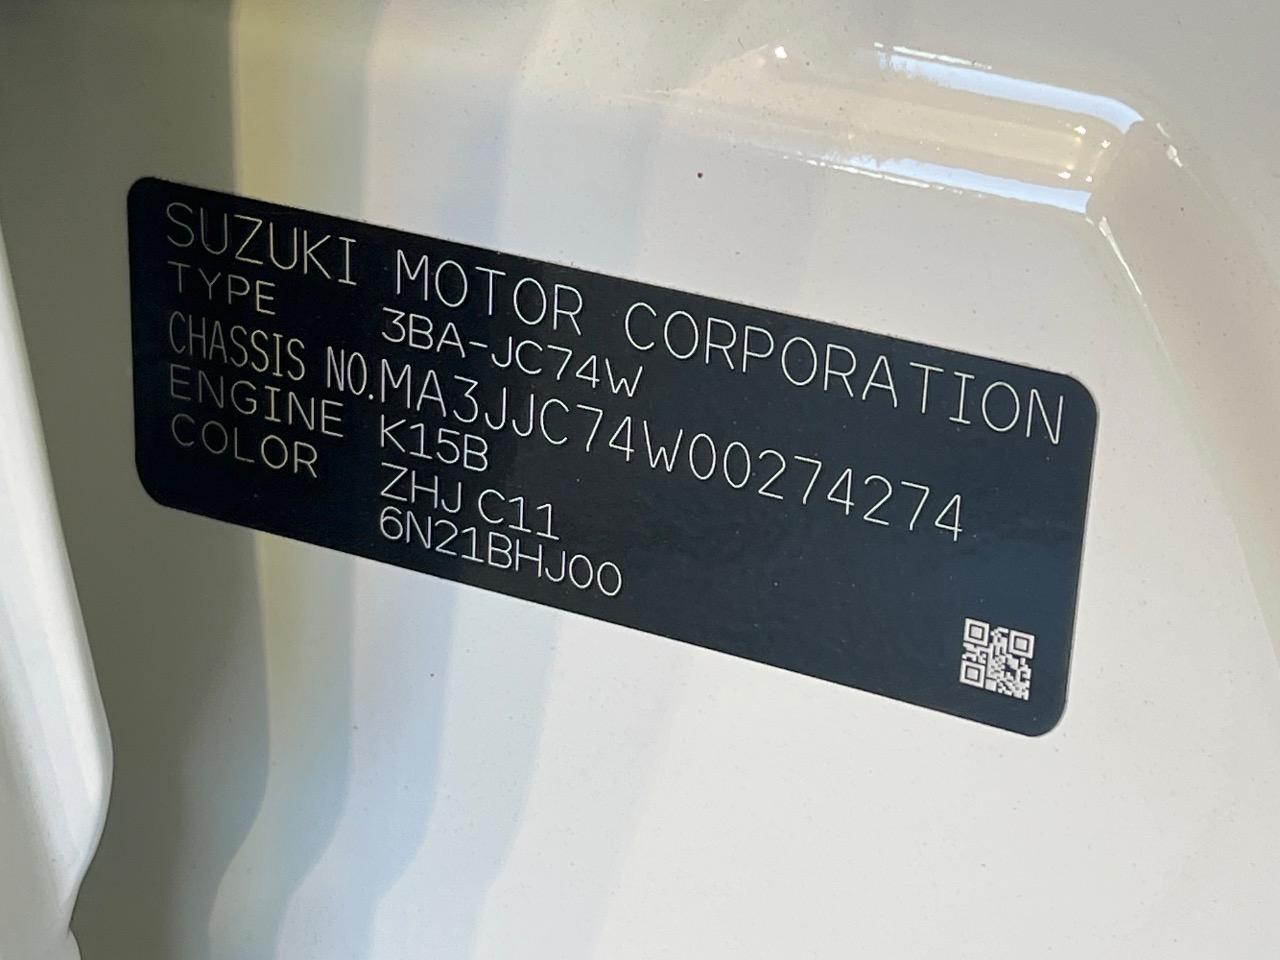 SUZUKI MOTOR CORPORATION
TYPE 3BA-JC74W
CHASSIS NO. MA3JJC74W00274274
ENGINE K15B
COLOR ZHJ C11
6N21BHJ00